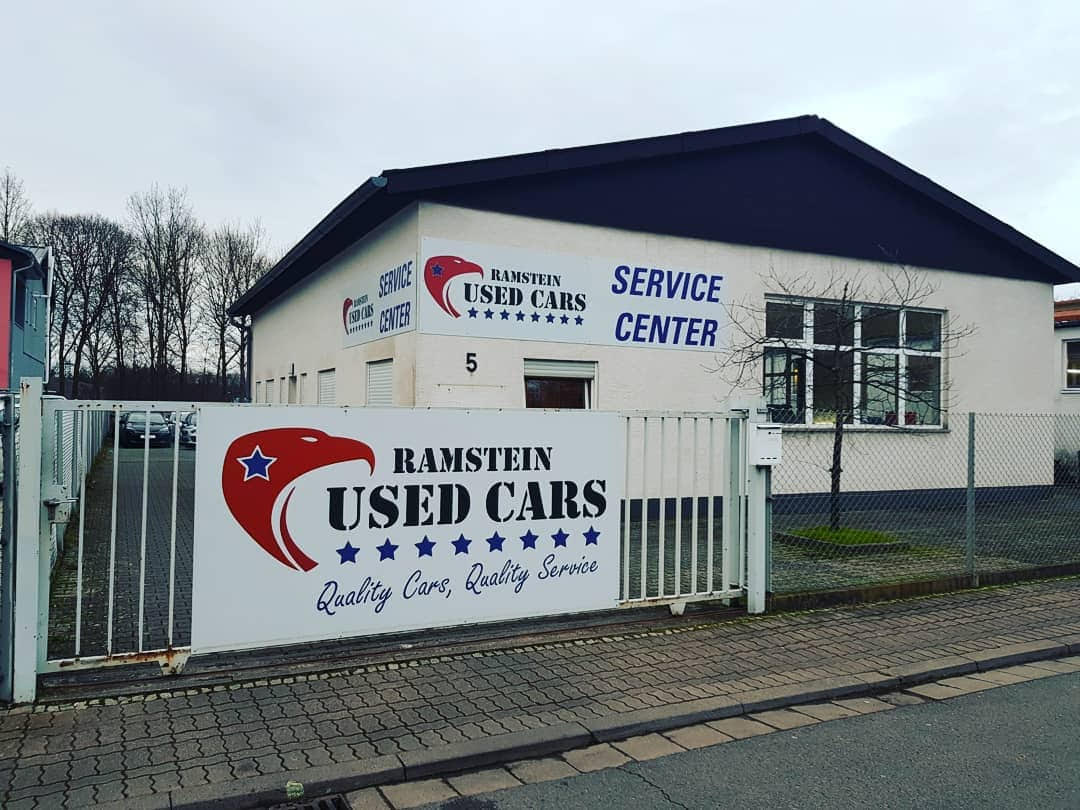 RAMSTEIN
USED CARS
SERVICE
CENTER
RAMSTEIN
USED CARS
SERVICE
CENTER
5
RAMSTEIN
USED CARS
Quality Cars, Quality Service